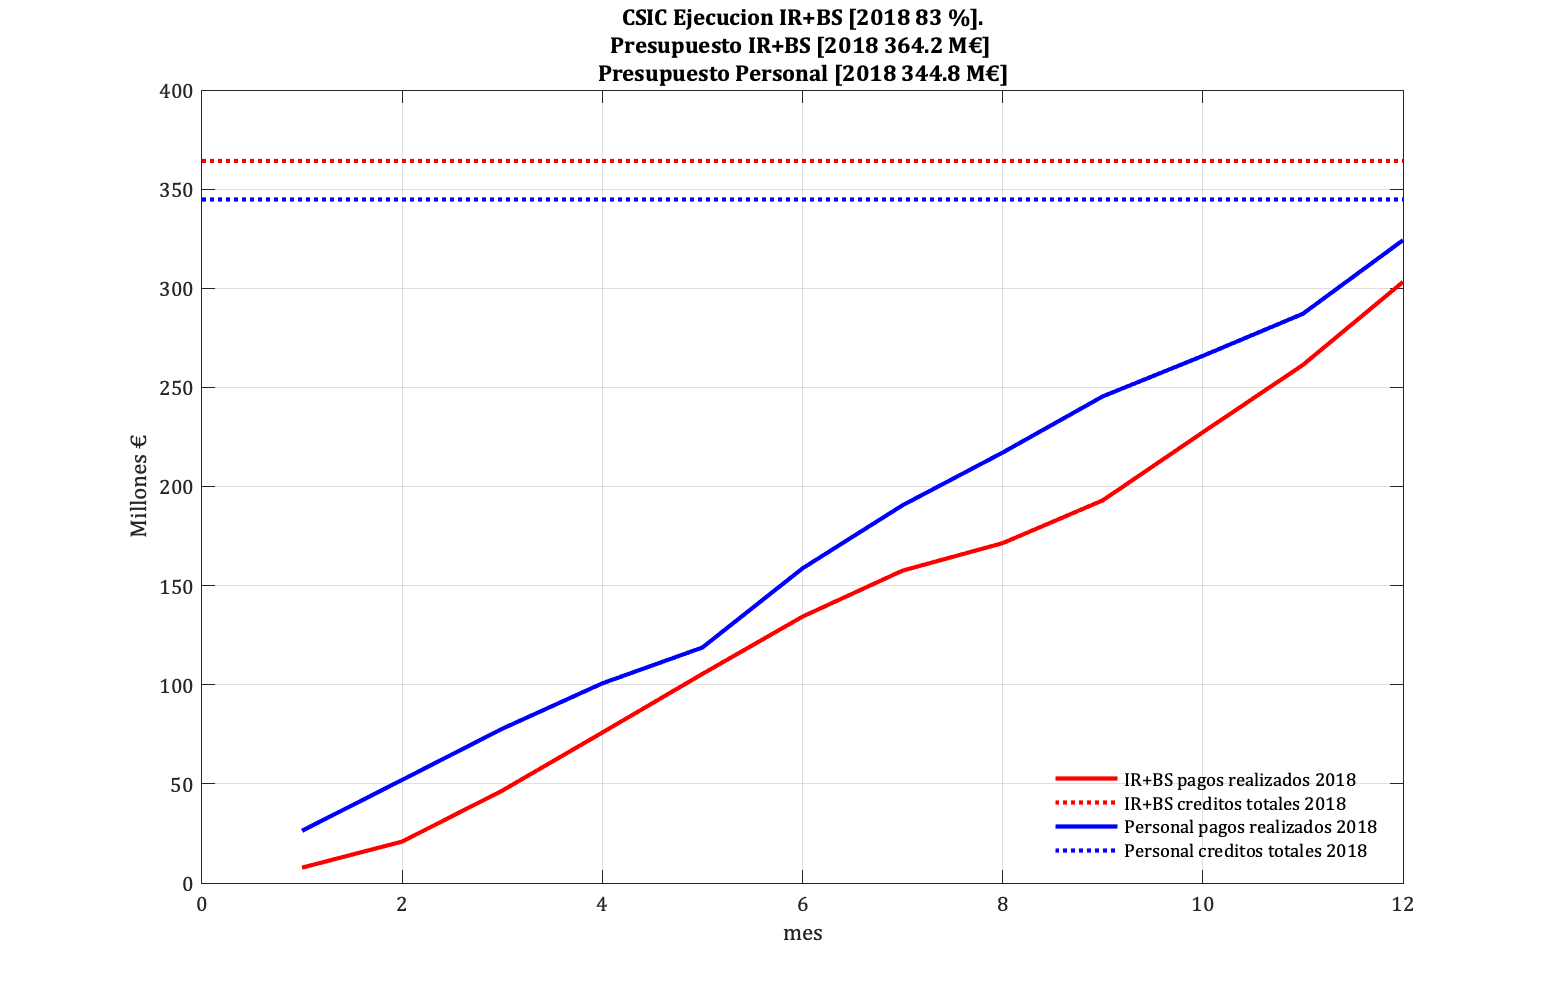 CSIC Ejecucion IR+BS [2018 83 %].
Presupuesto IR+BS [2018 364.2 M€]
Presupuesto Personal [2018 344.8 M€]
400
350
300
250
200
150
100
50
0
Millones €
0 2 4 6 8 10 12
mes
IR+BS pagos realizados 2018
IR+BS creditos totales 2018
Personal pagos realizados 2018
Personal creditos totales 2018